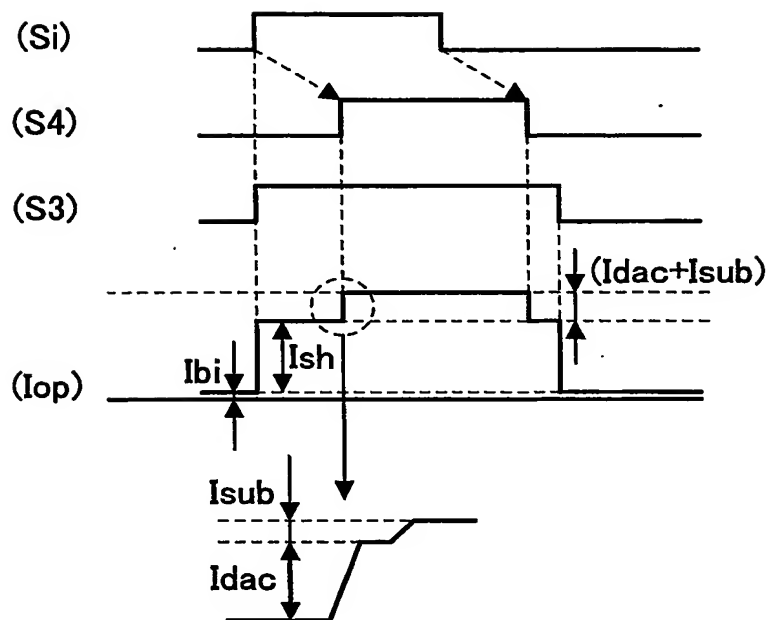 (Si)
(S4)
(S3)
(Idac+Isub)
Ibi
Ish
(Iop)
Isub
Idac